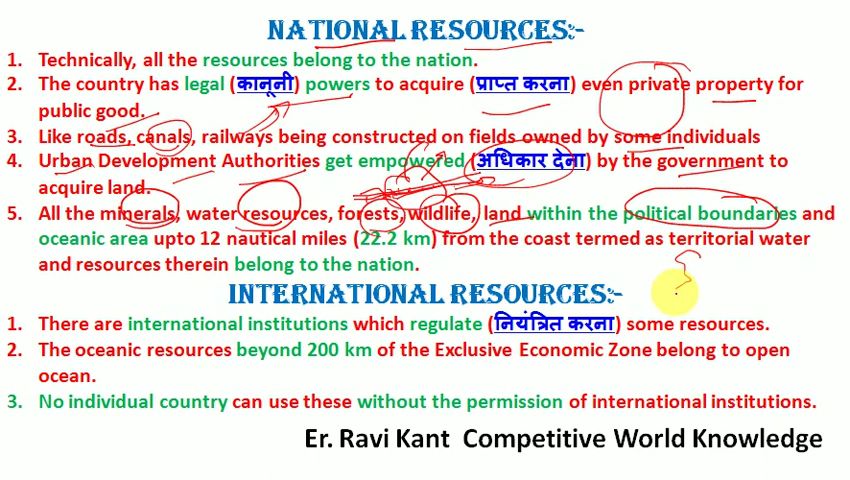 NATIONAL RESOURCES:-
1. Technically, all the resources belong to the nation.
2. The country has legal (कानूनी) powers to acquire (प्राप्त करना) even private property for
public good.
3. Like roads, canals, railways being constructed on fields owned by some individuals
4. Urban Development Authorities get empowered (अधिकार देना) by the government to
acquire land.
5. All the minerals, water resources, forests, wildlife, land within the political boundaries and
oceanic area upto 12 nautical miles (22.2 km) from the coast termed as territorial water
and resources therein belong to the nation.
INTERNATIONAL RESOURCES:-
1. There are international institutions which regulate (नियंत्रित करना) some resources.
2. The oceanic resources beyond 200 km of the Exclusive Economic Zone belong to open
ocean.
3. No individual country can use these without the permission of international institutions.
Er. Ravi Kant Competitive World Knowledge